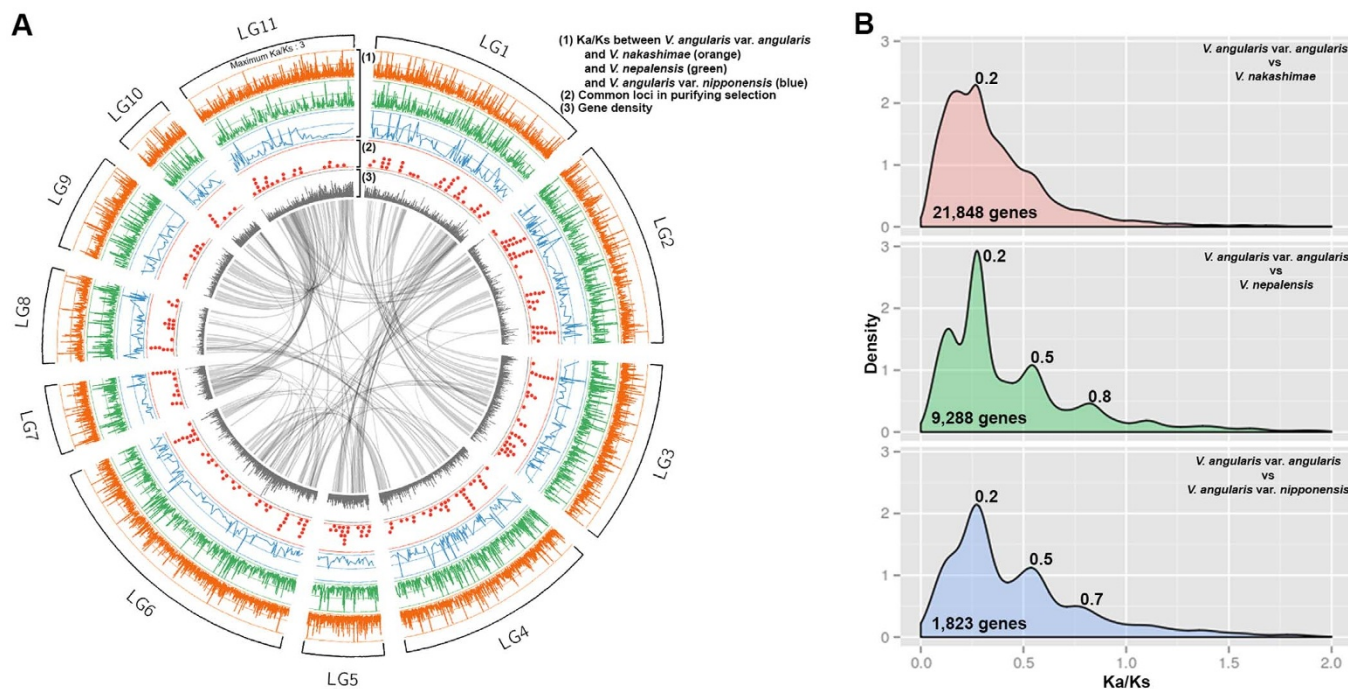 A
LG11
LG1
LG10
LG9
LG8
LG7
LG6
LG5
LG4
LG3
LG2
Maximum Ka/Ks : 3
(1)
(2)
(3)
(1) Ka/Ks between V. angularis var. angularis
and V. nakashimae (orange)
and V. nepalensis (green)
and V. angularis var. nipponensis (blue)
(2) Common loci in purifying selection
(3) Gene density
B
V. angularis var. angularis
vs
V. nakashimae
3
2
1
0
0.2
21,848 genes
V. angularis var. angularis
vs
V. nepalensis
3
2
1
0
0.2
0.5
0.8
9,288 genes
V. angularis var. angularis
vs
V. angularis var. nipponensis
3
2
1
0
0.2
0.5
0.7
1,823 genes
Density
0.0
0.5
1.0
1.5
2.0
Ka/Ks